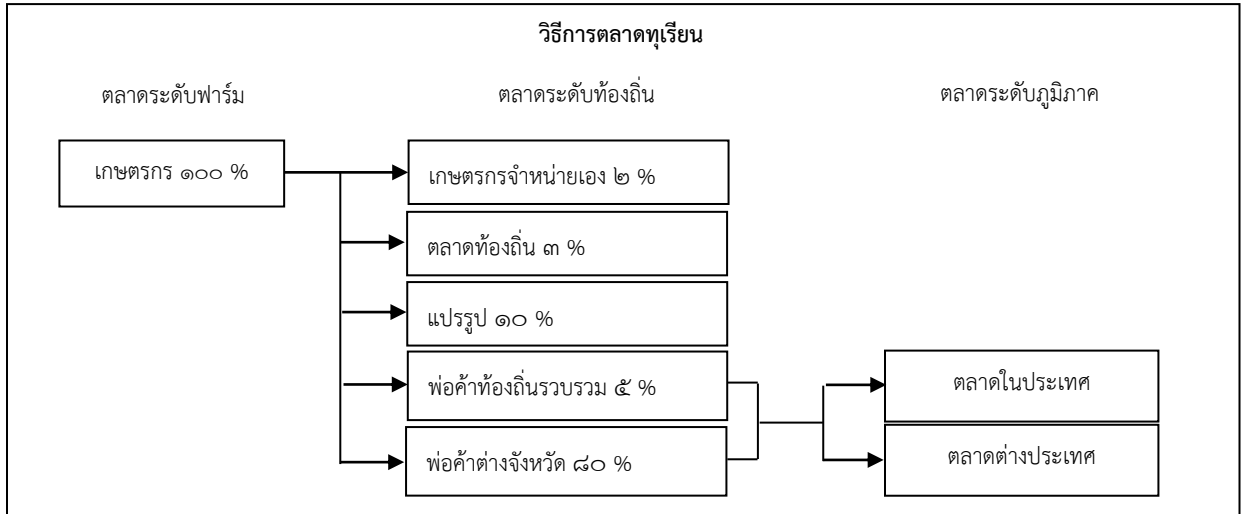 วิธีการตลาดทุเรียน
ตลาดระดับฟาร์ม
ตลาดระดับท้องถิ่น
ตลาดระดับภูมิภาค
เกษตรกร ๑๐๐ %
เกษตรกรจำหน่ายเอง ๒ %
ตลาดท้องถิ่น ๓ %
แปรรูป ๑๐ %
พ่อค้าท้องถิ่นรวบรวม ๕ %
พ่อค้าต่างจังหวัด ๘๐ %
ตลาดในประเทศ
ตลาดต่างประเทศ